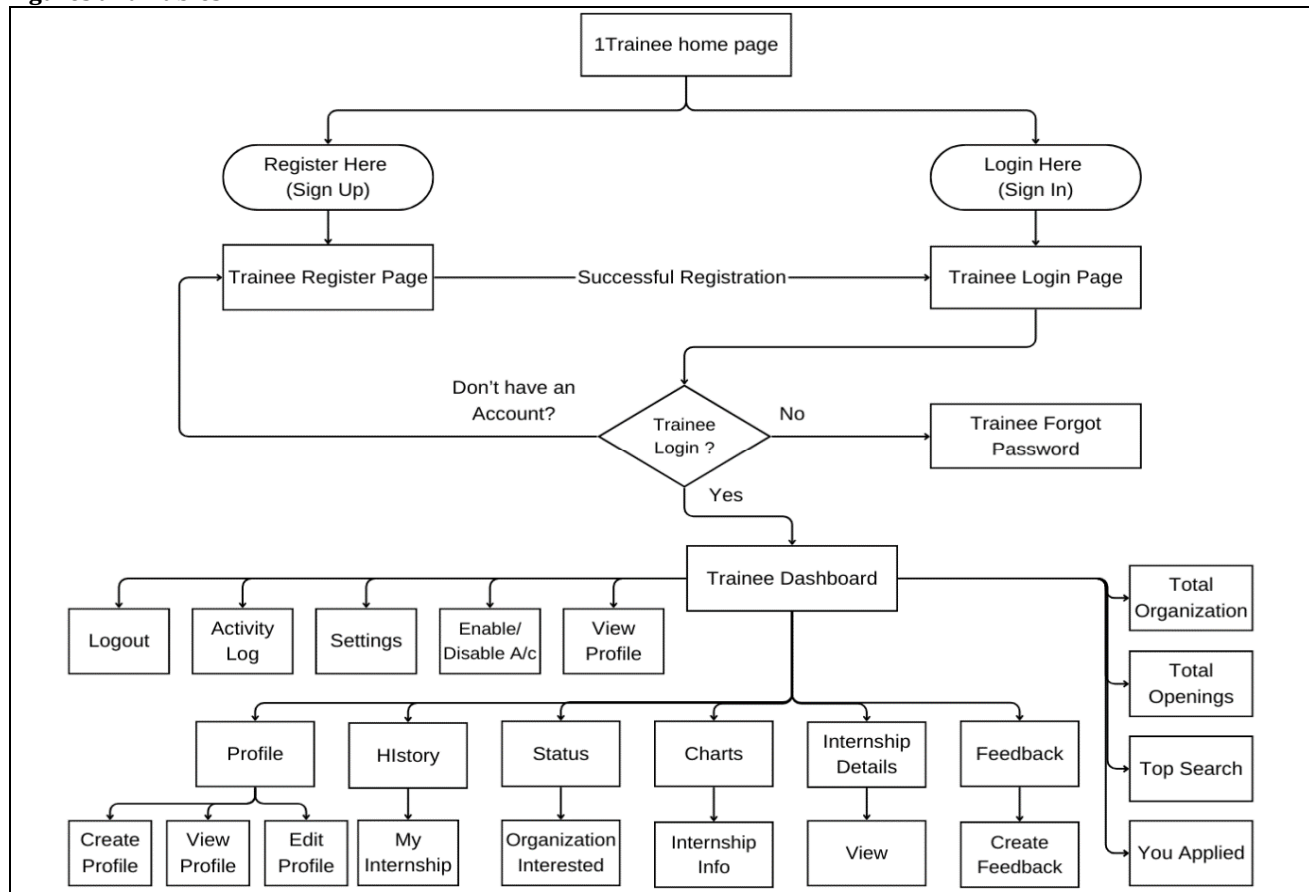 1Trainee home page
Register Here
(Sign Up)
Login Here
(Sign In)
Trainee Register Page
Successful Registration
Trainee Login Page
Don't have an
Account?
Trainee
Login ?
No
Trainee Forgot
Password
Yes
Trainee Dashboard
Total
Organization
Logout
Activity
Log
Settings
Enable/
Disable A/c
View
Profile
Total
Openings
Profile
HIstory
Status
Charts
Internship
Details
Feedback
Top Search
Create
Profile
View
Profile
Edit
Profile
My
Internship
Organization
Interested
Internship
Info
View
Create
Feedback
You Applied